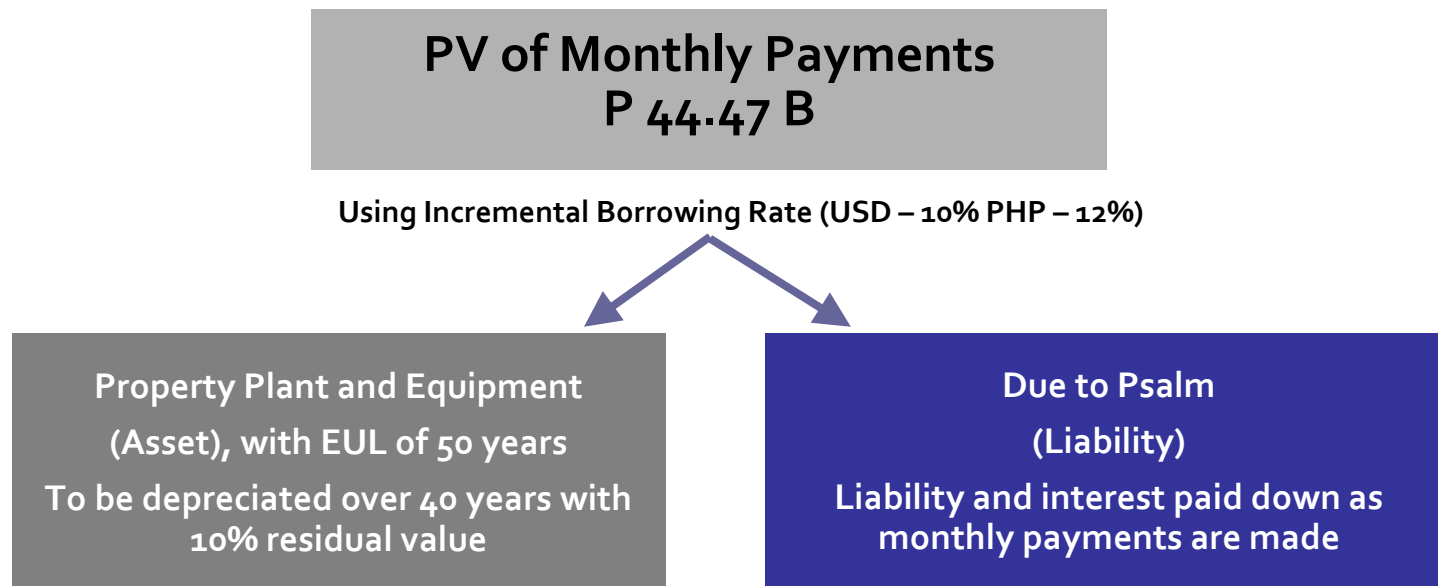 PV of Monthly Payments
P 44.47 B
Using Incremental Borrowing Rate (USD – 10% PHP – 12%)
Property Plant and Equipment
(Asset), with EUL of 50 years
To be depreciated over 40 years with
10% residual value
Due to Psalm
(Liability)
Liability and interest paid down as
monthly payments are made